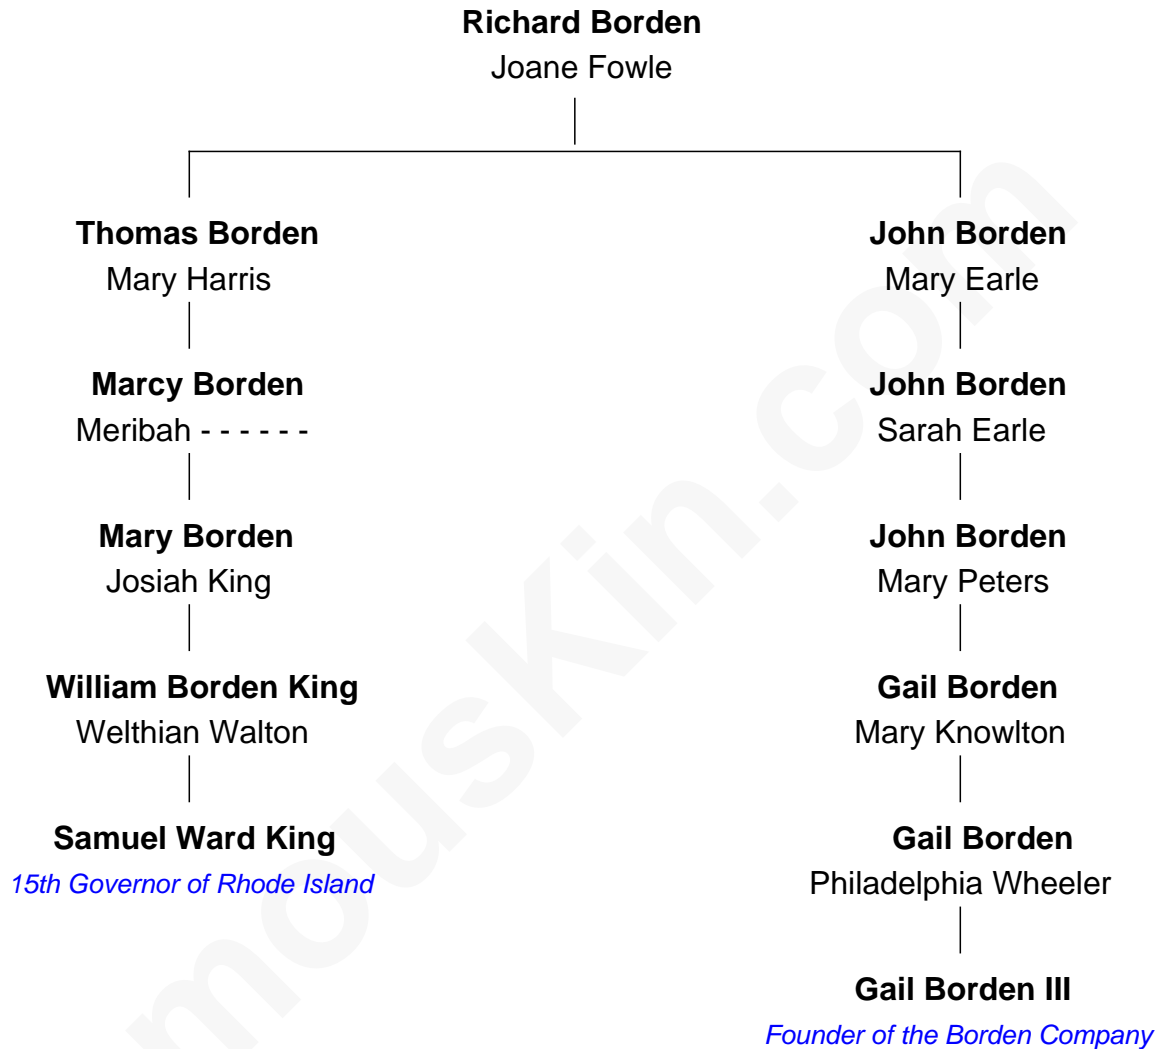 Richard Borden
Joane Fowle
Thomas Borden
Mary Harris
John Borden
Mary Earle
Marcy Borden
Meribah - - - - - -
John Borden
Sarah Earle
Mary Borden
Josiah King
John Borden
Mary Peters
William Borden King
Welthian Walton
Gail Borden
Mary Knowlton
Samuel Ward King
15th Governor of Rhode Island
Gail Borden
Philadelphia Wheeler
Gail Borden III
Founder of the Borden Company
mousKin.com